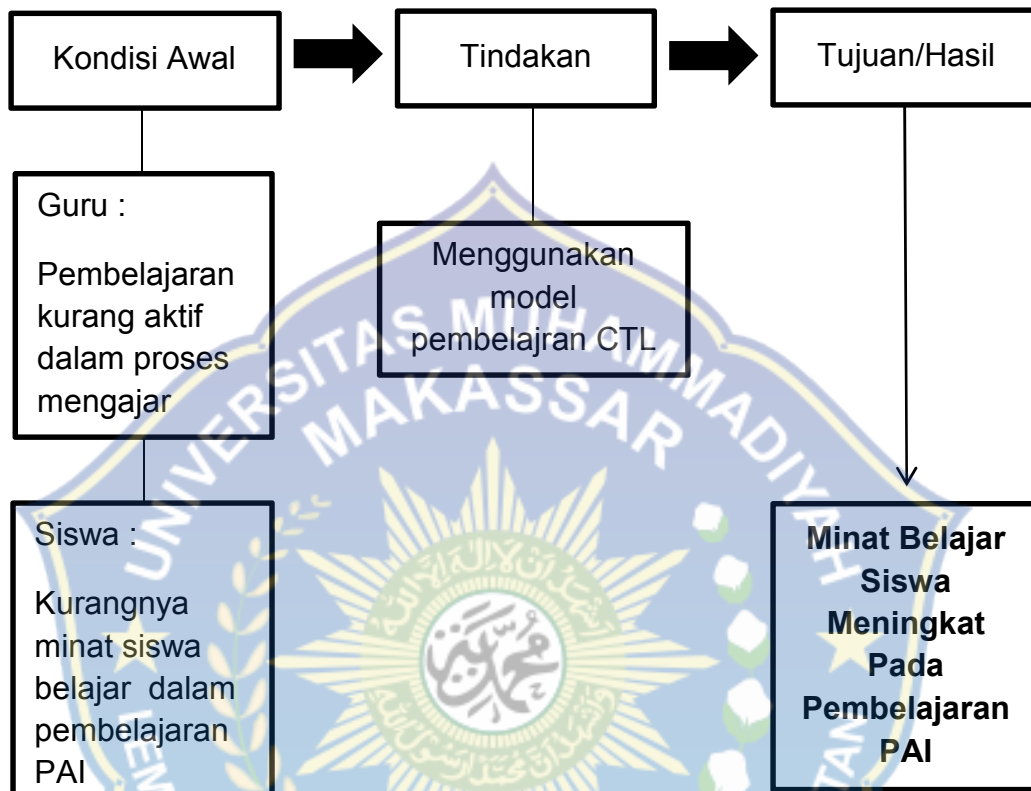 Kondisi Awal
Tindakan
Tujuan/Hasil
Guru :
Pembelajaran
kurang aktif
dalam proses
mengajar
Menggunakan
model
pembelajran CTL
Siswa :
Kurangnya
minat siswa
belajar dalam
pembelajaran
PAI
Minat Belajar
Siswa
Meningkat
Pada
Pembelajaran
PAI
UNIVERSITAS MUHAMMADIYAH
MAKASSAR